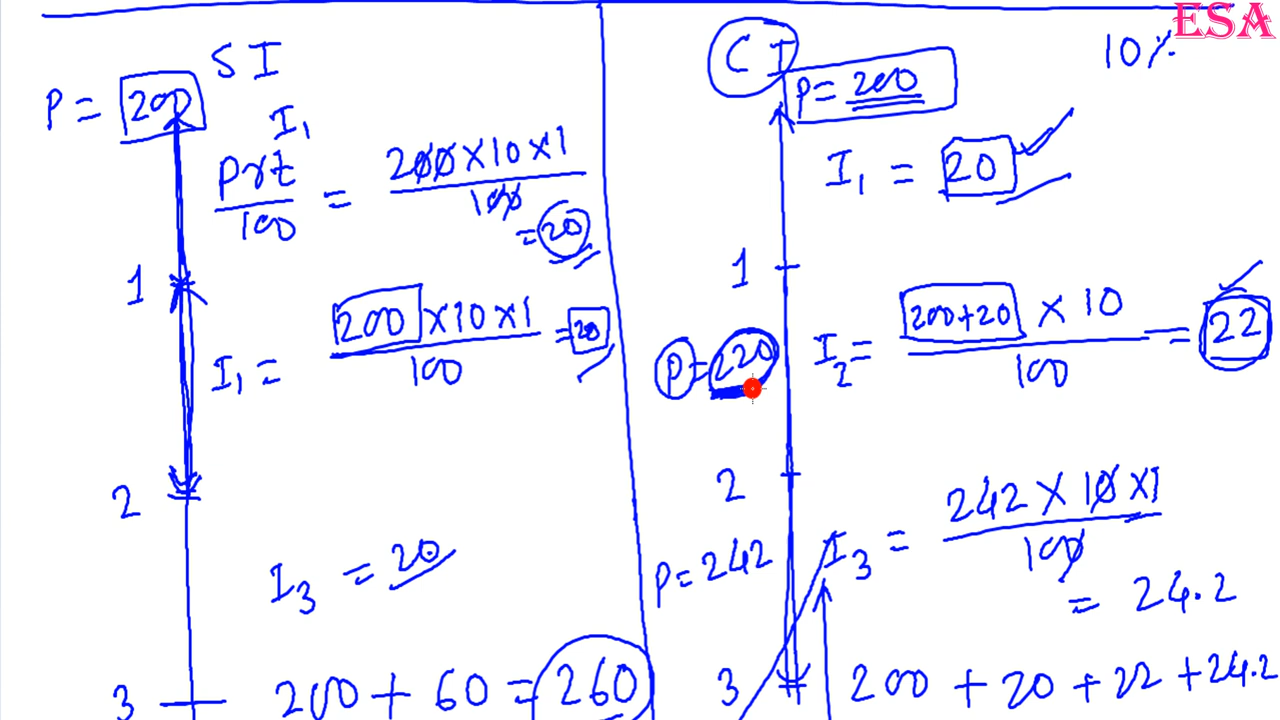 ESA
SI
P = 200
I₁
prt/100 = 200×10×1/100
= 20
1
I₁ = 200×10×1/100 = 20
2
I₃ = 20
3
200 + 60 = 260
CI
10%
P = 200
I₁ = 20
1
P = 220
I₂ = 200+20 × 10/100 = 22
2
P = 242
I₃ = 242 × 10 × 1/100
= 24.2
3
200 + 20 + 22 + 24.2